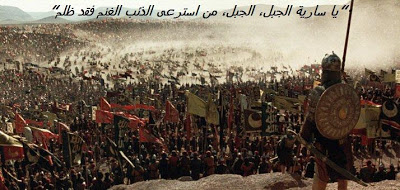 "يا سارية الجبل، الجبل، من استرعى الذئب الغنم فقد ظلم"